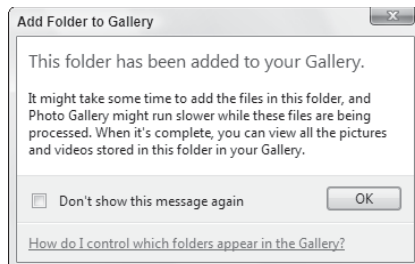 Add Folder to Gallery
This folder has been added to your Gallery.
It might take some time to add the files in this folder, and
Photo Gallery might run slower while these files are being
processed. When it's complete, you can view all the pictures
and videos stored in this folder in your Gallery.
Don't show this message again
OK
How do I control which folders appear in the Gallery?